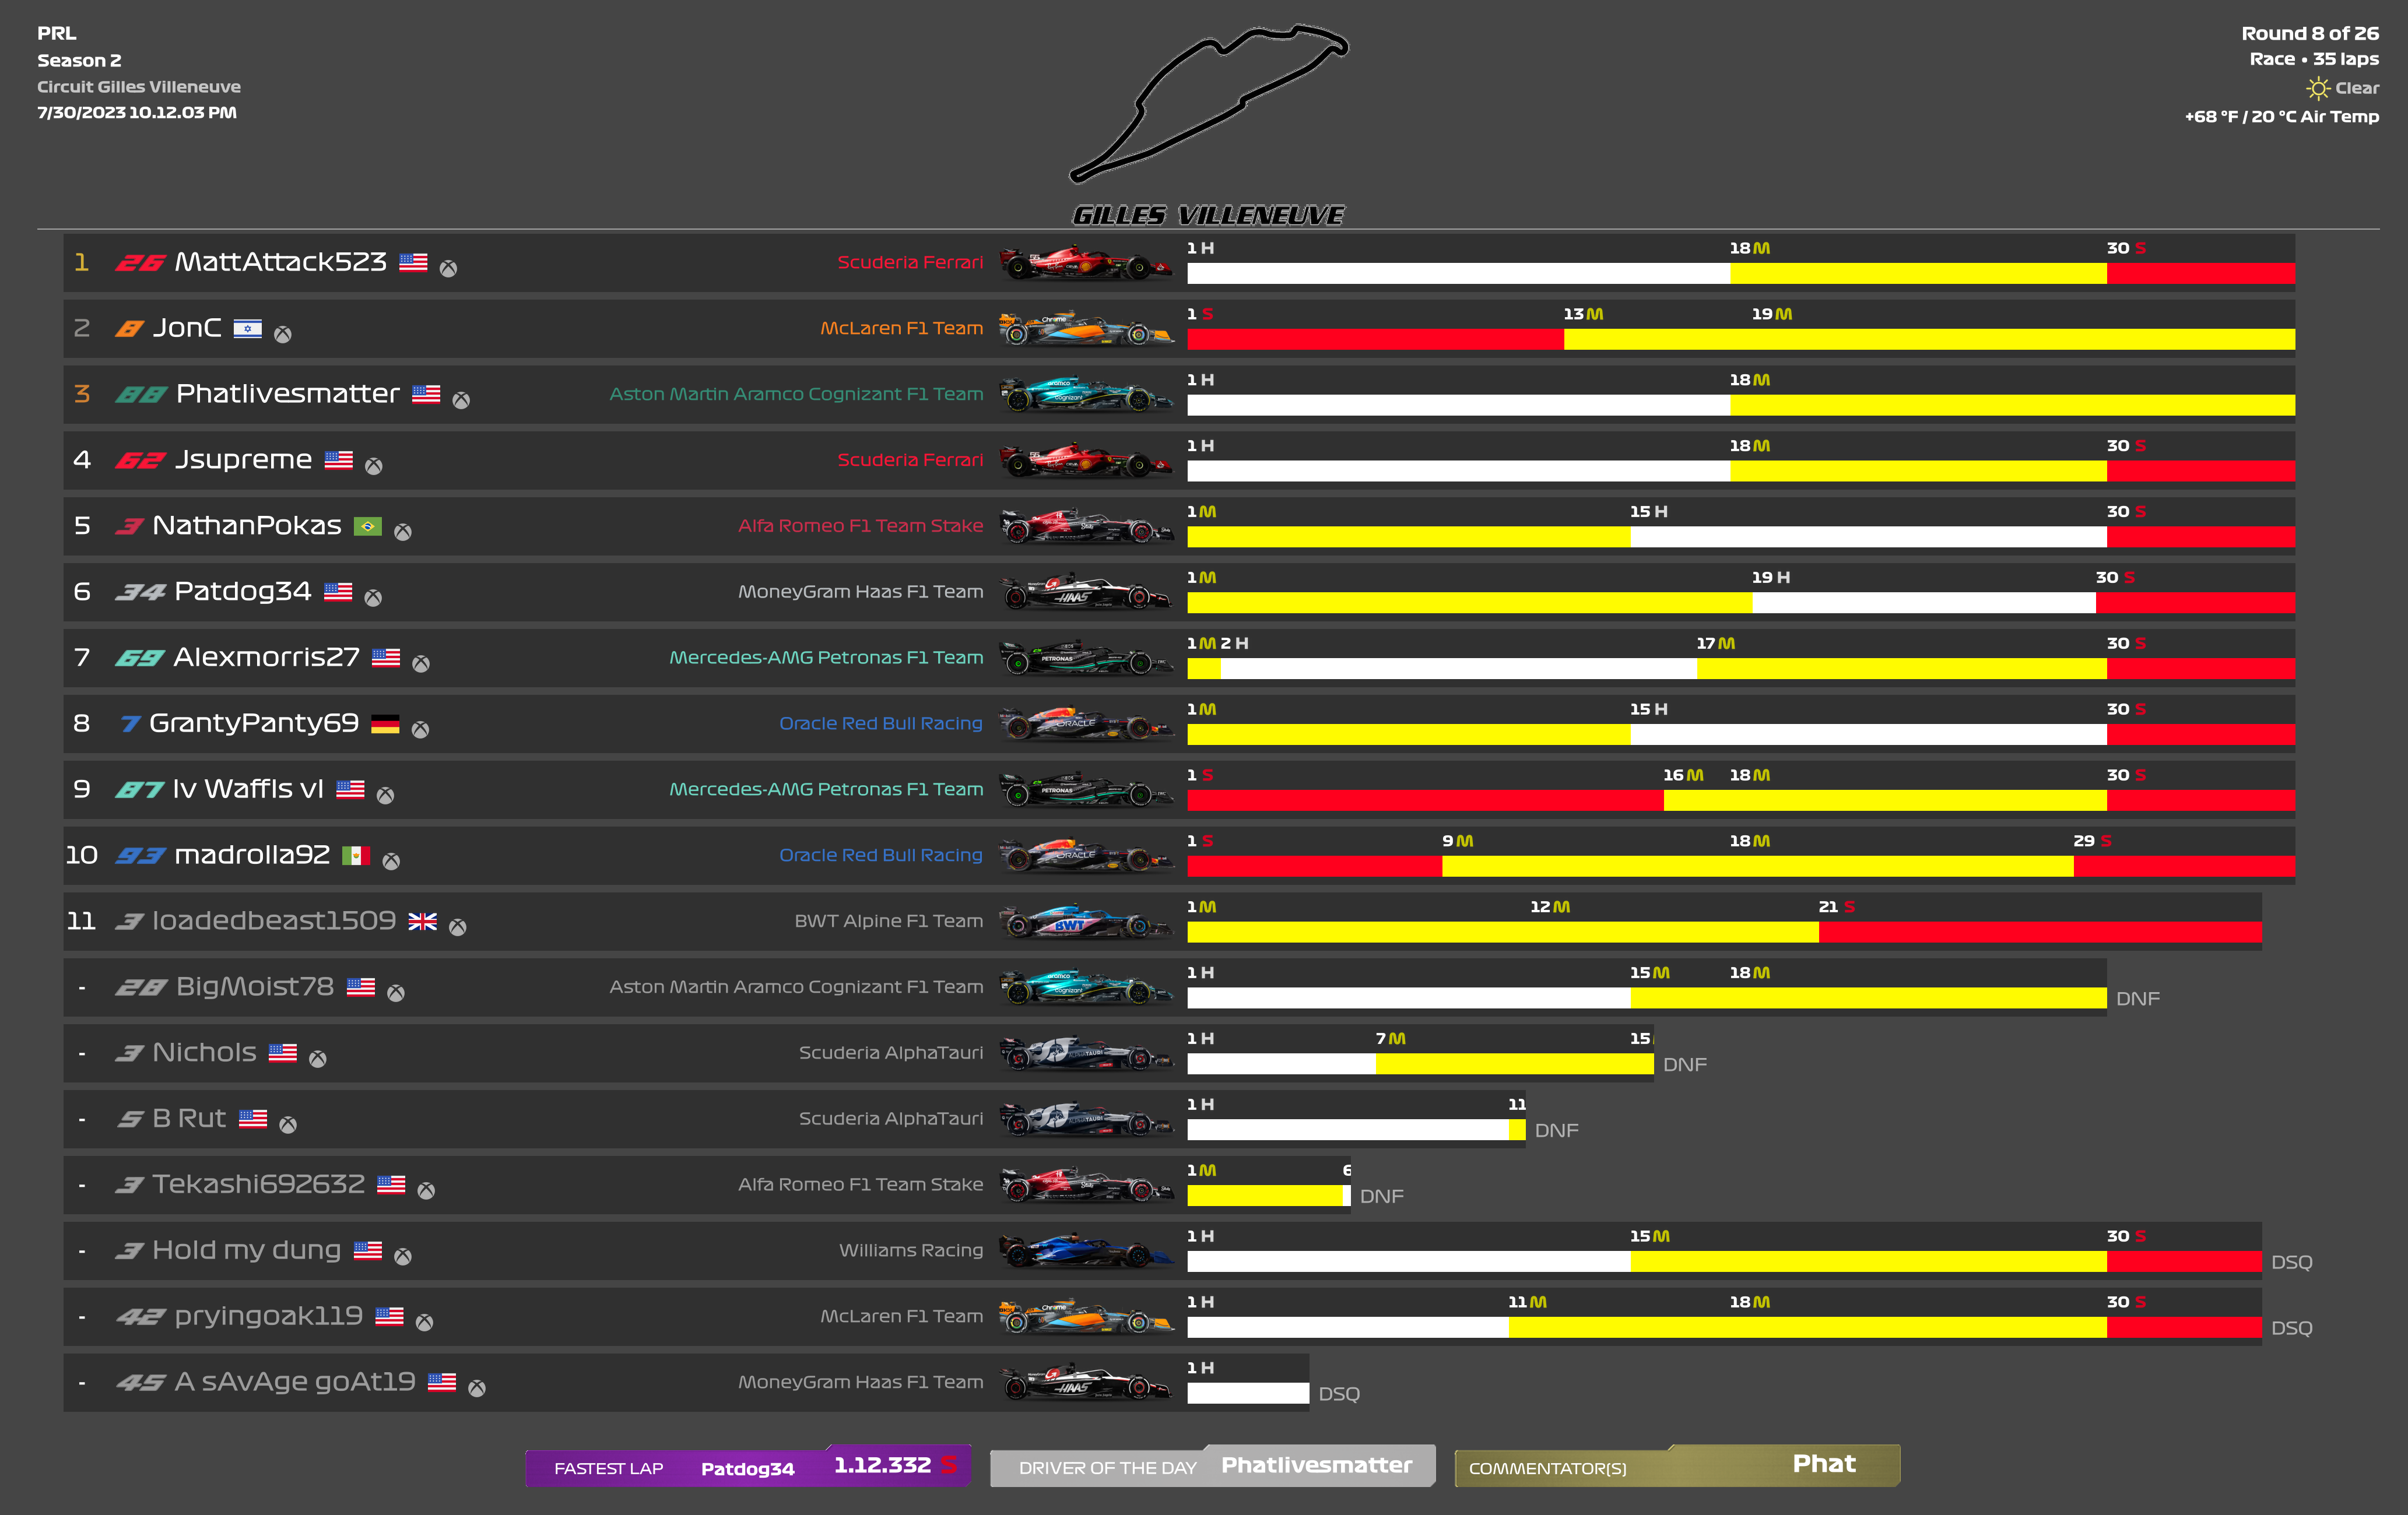 PRL
Season 2
Circuit Gilles Villeneuve
7/30/2023 10.12.03 PM
Round 8 of 26
Race • 35 laps
Clear
+68 °F / 20 °C Air Temp
GILLES VILLENEUVE
1 26 MattAttack523 Scuderia Ferrari 1 H 18 M 30 S
2 8 JonC McLaren F1 Team 1 S 13 M 19 M
3 88 Phatlivesmatter Aston Martin Aramco Cognizant F1 Team 1 H 18 M
4 62 Jsupreme Scuderia Ferrari 1 H 18 M 30 S
5 3 NathanPokas Alfa Romeo F1 Team Stake 1 M 15 H 30 S
6 34 Patdog34 MoneyGram Haas F1 Team 1 M 19 H 30 S
7 69 Alexmorris27 Mercedes-AMG Petronas F1 Team 1 M 2 H 17 M 30 S
8 7 GrantyPanty69 Oracle Red Bull Racing 1 M 15 H 30 S
9 87 Iv Waffls vI Mercedes-AMG Petronas F1 Team 1 S 16 M 18 M 30 S
10 93 madrolla92 Oracle Red Bull Racing 1 S 9 M 18 M 29 S
11 3 loadedbeast1509 BWT Alpine F1 Team 1 M 12 M 21 S
- 28 BigMoist78 Aston Martin Aramco Cognizant F1 Team 1 H 15 M 18 M DNF
- 3 Nichols Scuderia AlphaTauri 1 H 7 M 15 DNF
- 5 B Rut Scuderia AlphaTauri 1 H 11 DNF
- 3 Tekashi692632 Alfa Romeo F1 Team Stake 1 M 6 DNF
- 3 Hold my dung Williams Racing 1 H 15 M 30 S DSQ
- 42 pryingoak119 McLaren F1 Team 1 H 11 M 18 M 30 S DSQ
- 45 A sAvAge goAt19 MoneyGram Haas F1 Team 1 H DSQ
FASTEST LAP Patdog34 1.12.332 S
DRIVER OF THE DAY Phatlivesmatter
COMMENTATOR(S) Phat